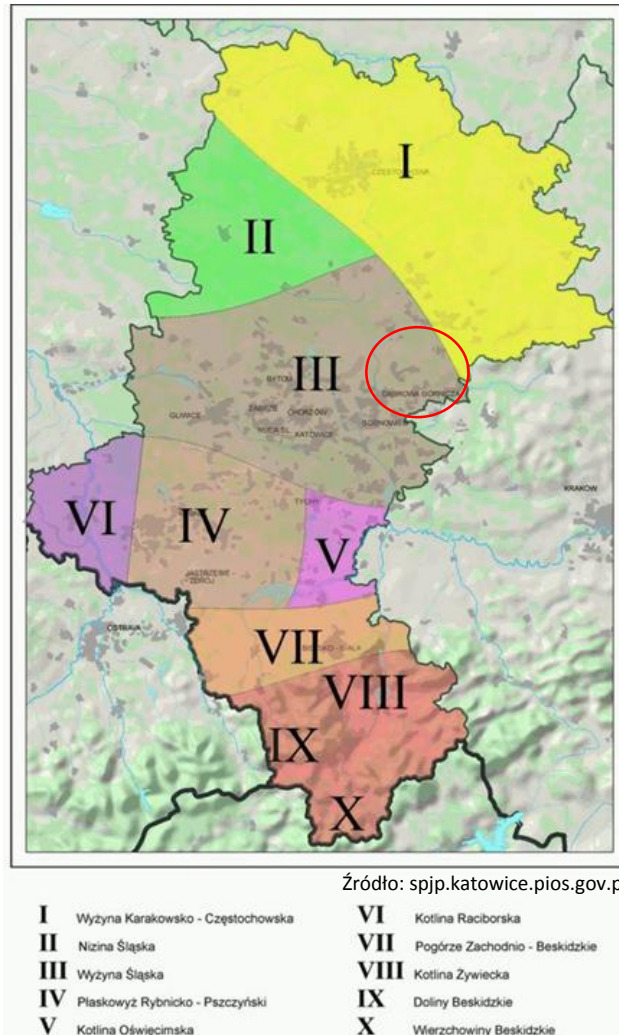 I
CZĘSTOCHOWA
II
III
BYTOM
DĄBROWA GÓRNICZA
GLIWICE
ZABRZE
CHORZÓW
RUDA ŚL.
KATOWICE
SOSNOWIEC
KRAKÓW
VI
IV
TYCHY
V
JASTRZĘBIE - ZDRÓJ
OSTRAVA
VII
BIELSKO - BIAŁA
VIII
IX
X
Źródło: spjp.katowice.pios.gov.p
I Wyżyna Karakowsko - Częstochowska
II Nizina Śląska
III Wyżyna Śląska
IV Płaskowyż Rybnicko - Pszczyński
V Kotlina Oświęcimska
VI Kotlina Raciborska
VII Pogórze Zachodnio - Beskidzkie
VIII Kotlina Żywiecka
IX Doliny Beskidzkie
X Wierzchowiny Beskidzkie